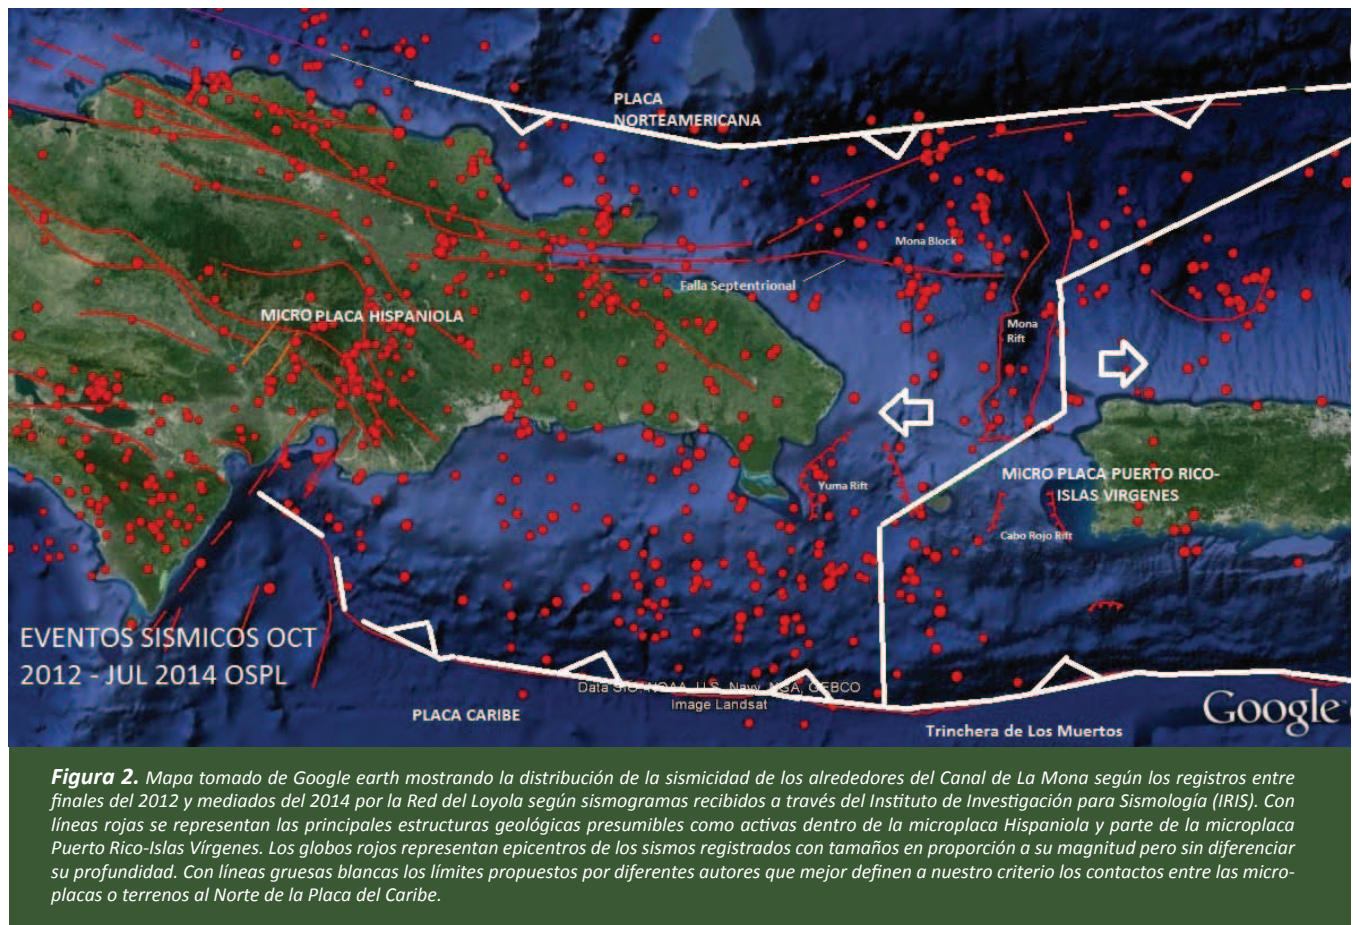 PLACA
NORTEAMERICANA
Mona Block
Falla Septentrional
MICRO PLACA HISPANIOLA
Mona
Rift
MICRO PLACA PUERTO RICO-
ISLAS VIRGENES
Yuma Rift
Cabo Rojo Rift
EVENTOS SISMICOS OCT
2012 - JUL 2014 OSPL
Data SIO, NOAA, U.S. Navy, NGA, GEBCO
Image Landsat
PLACA CARIBE
Google
Trinchera de Los Muertos
Figura 2. Mapa tomado de Google earth mostrando la distribución de la sismicidad de los alrededores del Canal de La Mona según los registros entre
finales del 2012 y mediados del 2014 por la Red del Loyola según sismogramas recibidos a través del Instituto de Investigación para Sismología (IRIS). Con
líneas rojas se representan las principales estructuras geológicas presumibles como activas dentro de la microplaca Hispaniola y parte de la microplaca
Puerto Rico-Islas Vírgenes. Los globos rojos representan epicentros de los sismos registrados con tamaños en proporción a su magnitud pero sin diferenciar
su profundidad. Con líneas gruesas blancas los límites propuestos por diferentes autores que mejor definen a nuestro criterio los contactos entre las micro-
placas o terrenos al Norte de la Placa del Caribe.